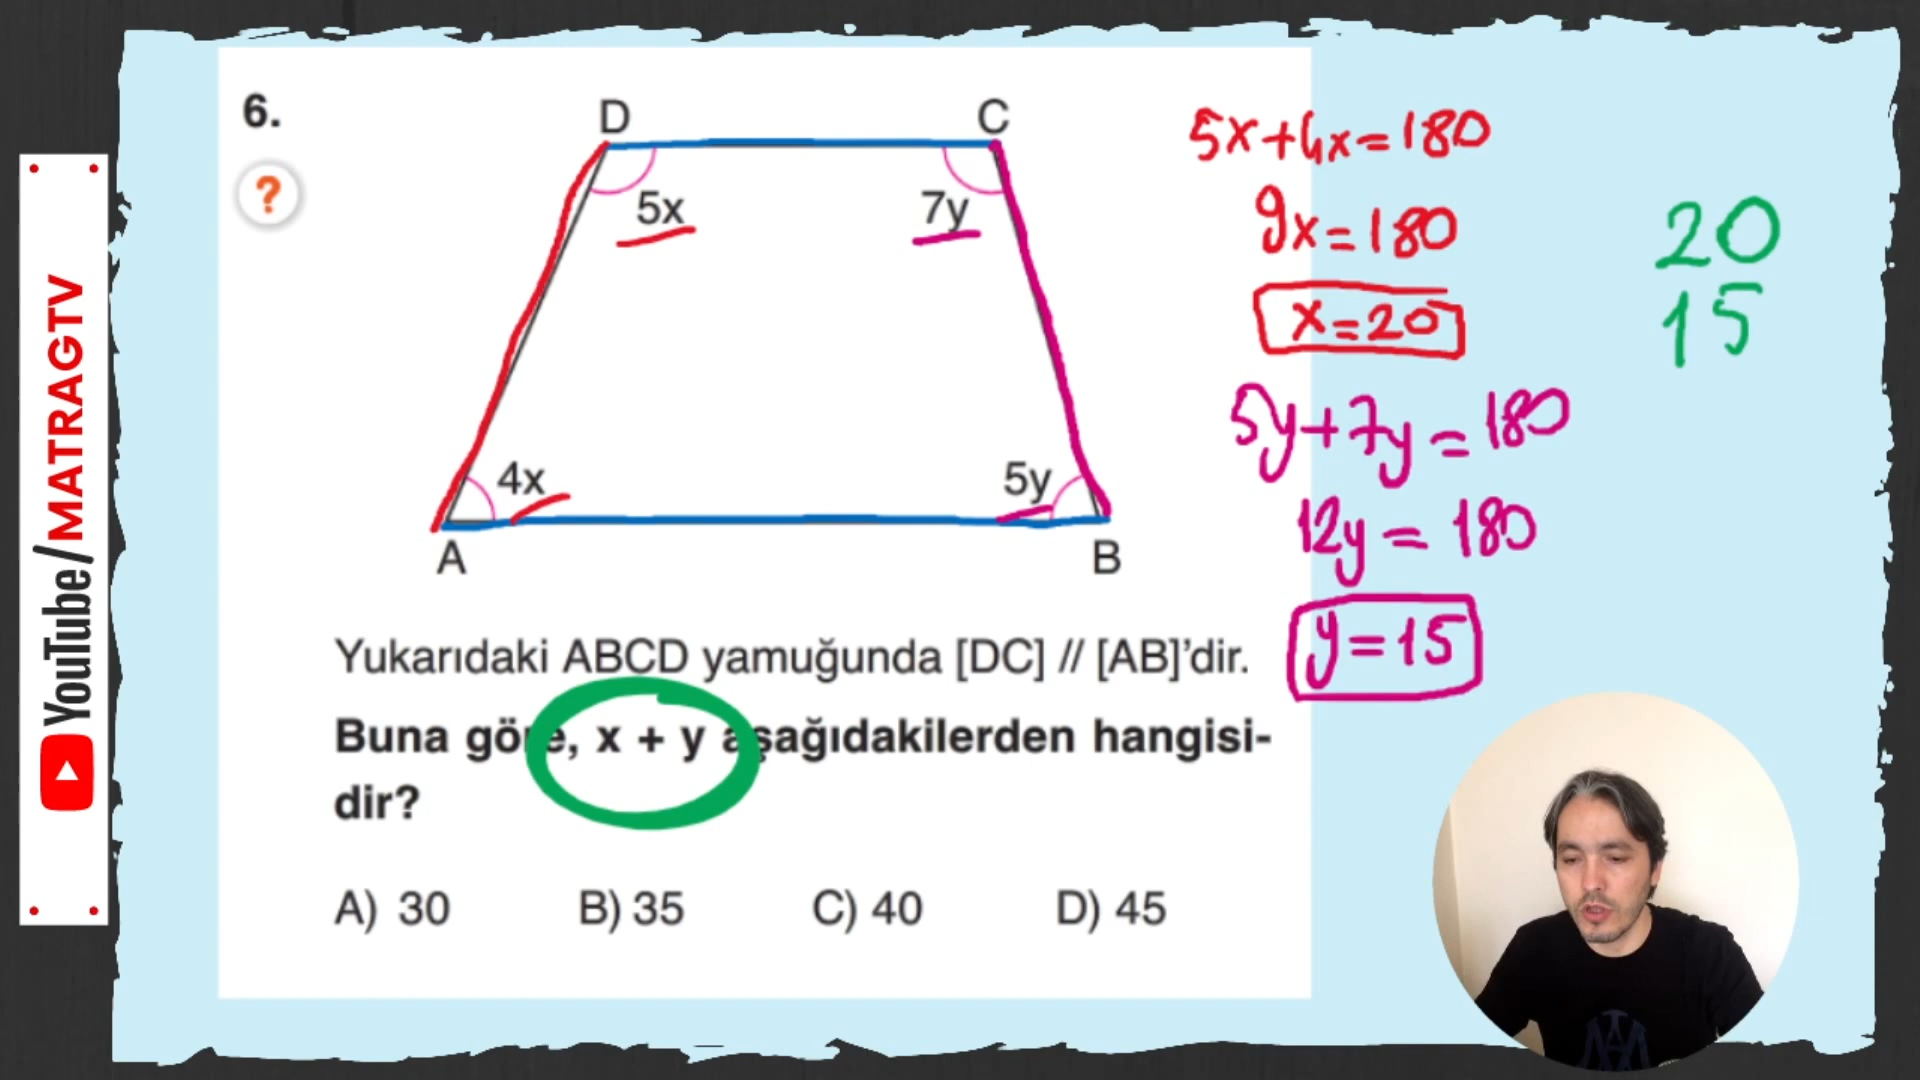 YouTube/MATRAGTV
6.
?
D
C
5x
7y
4x
5y
A
B
Yukarıdaki ABCD yamuğunda [DC] // [AB]'dir.
Buna göre, x + y aşağıdakilerden hangisi-
dir?
A) 30
B) 35
C) 40
D) 45
5x+4x=180
9x=180
x=20
5y+7y=180
12y=180
y=15
20
15